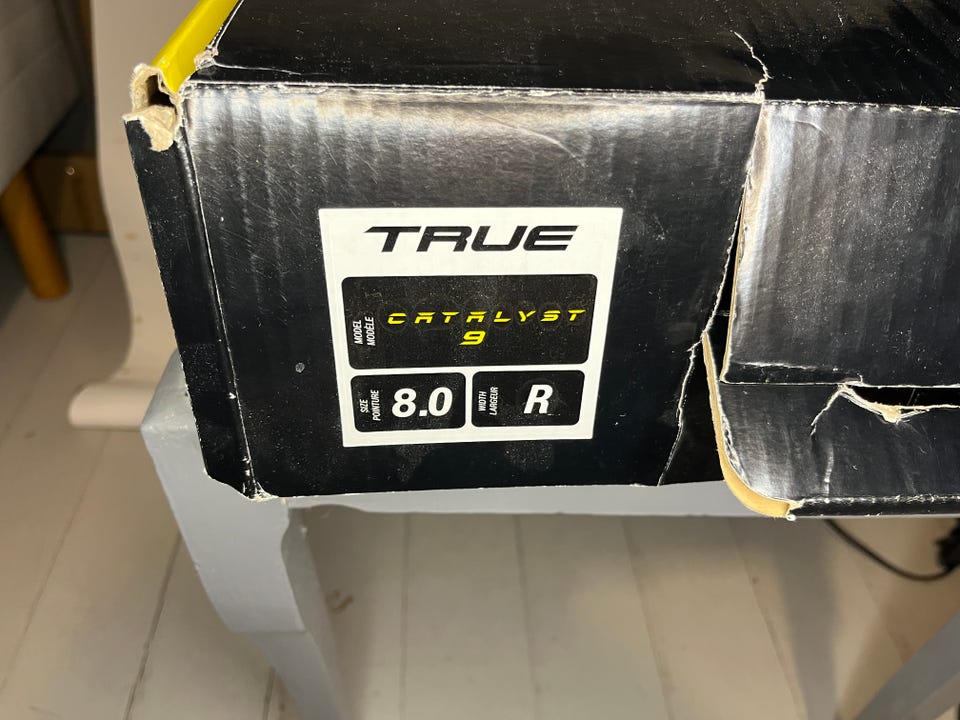 TRUE
MODEL
MODÈLE
CATALYST
9
SIZE
POINTURE
8.0
WIDTH
LARGEUR
R